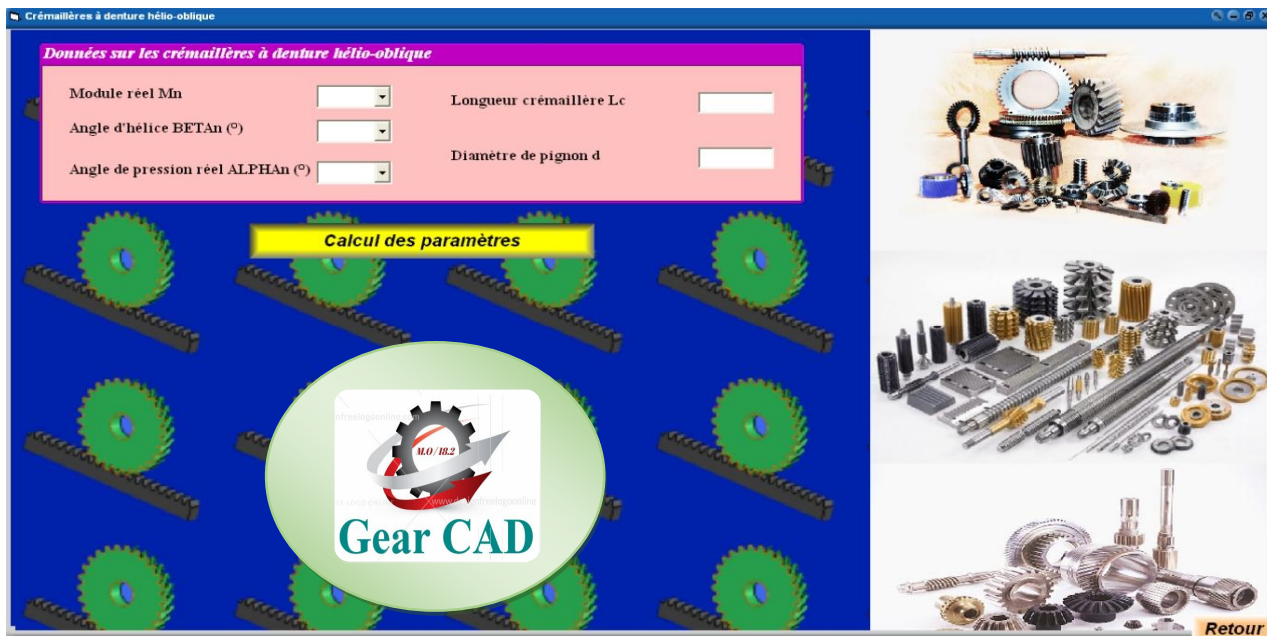 Crémaillères à denture hélio-oblique
Données sur les crémaillères à denture hélio-oblique
Module réel Mn
Angle d'hélice BETAn (°)
Angle de pression réel ALPHAn (°)
Longueur crémaillère Lc
Diamètre de pignon d
Calcul des paramètres
M.O/18.2
Gear CAD
Retour